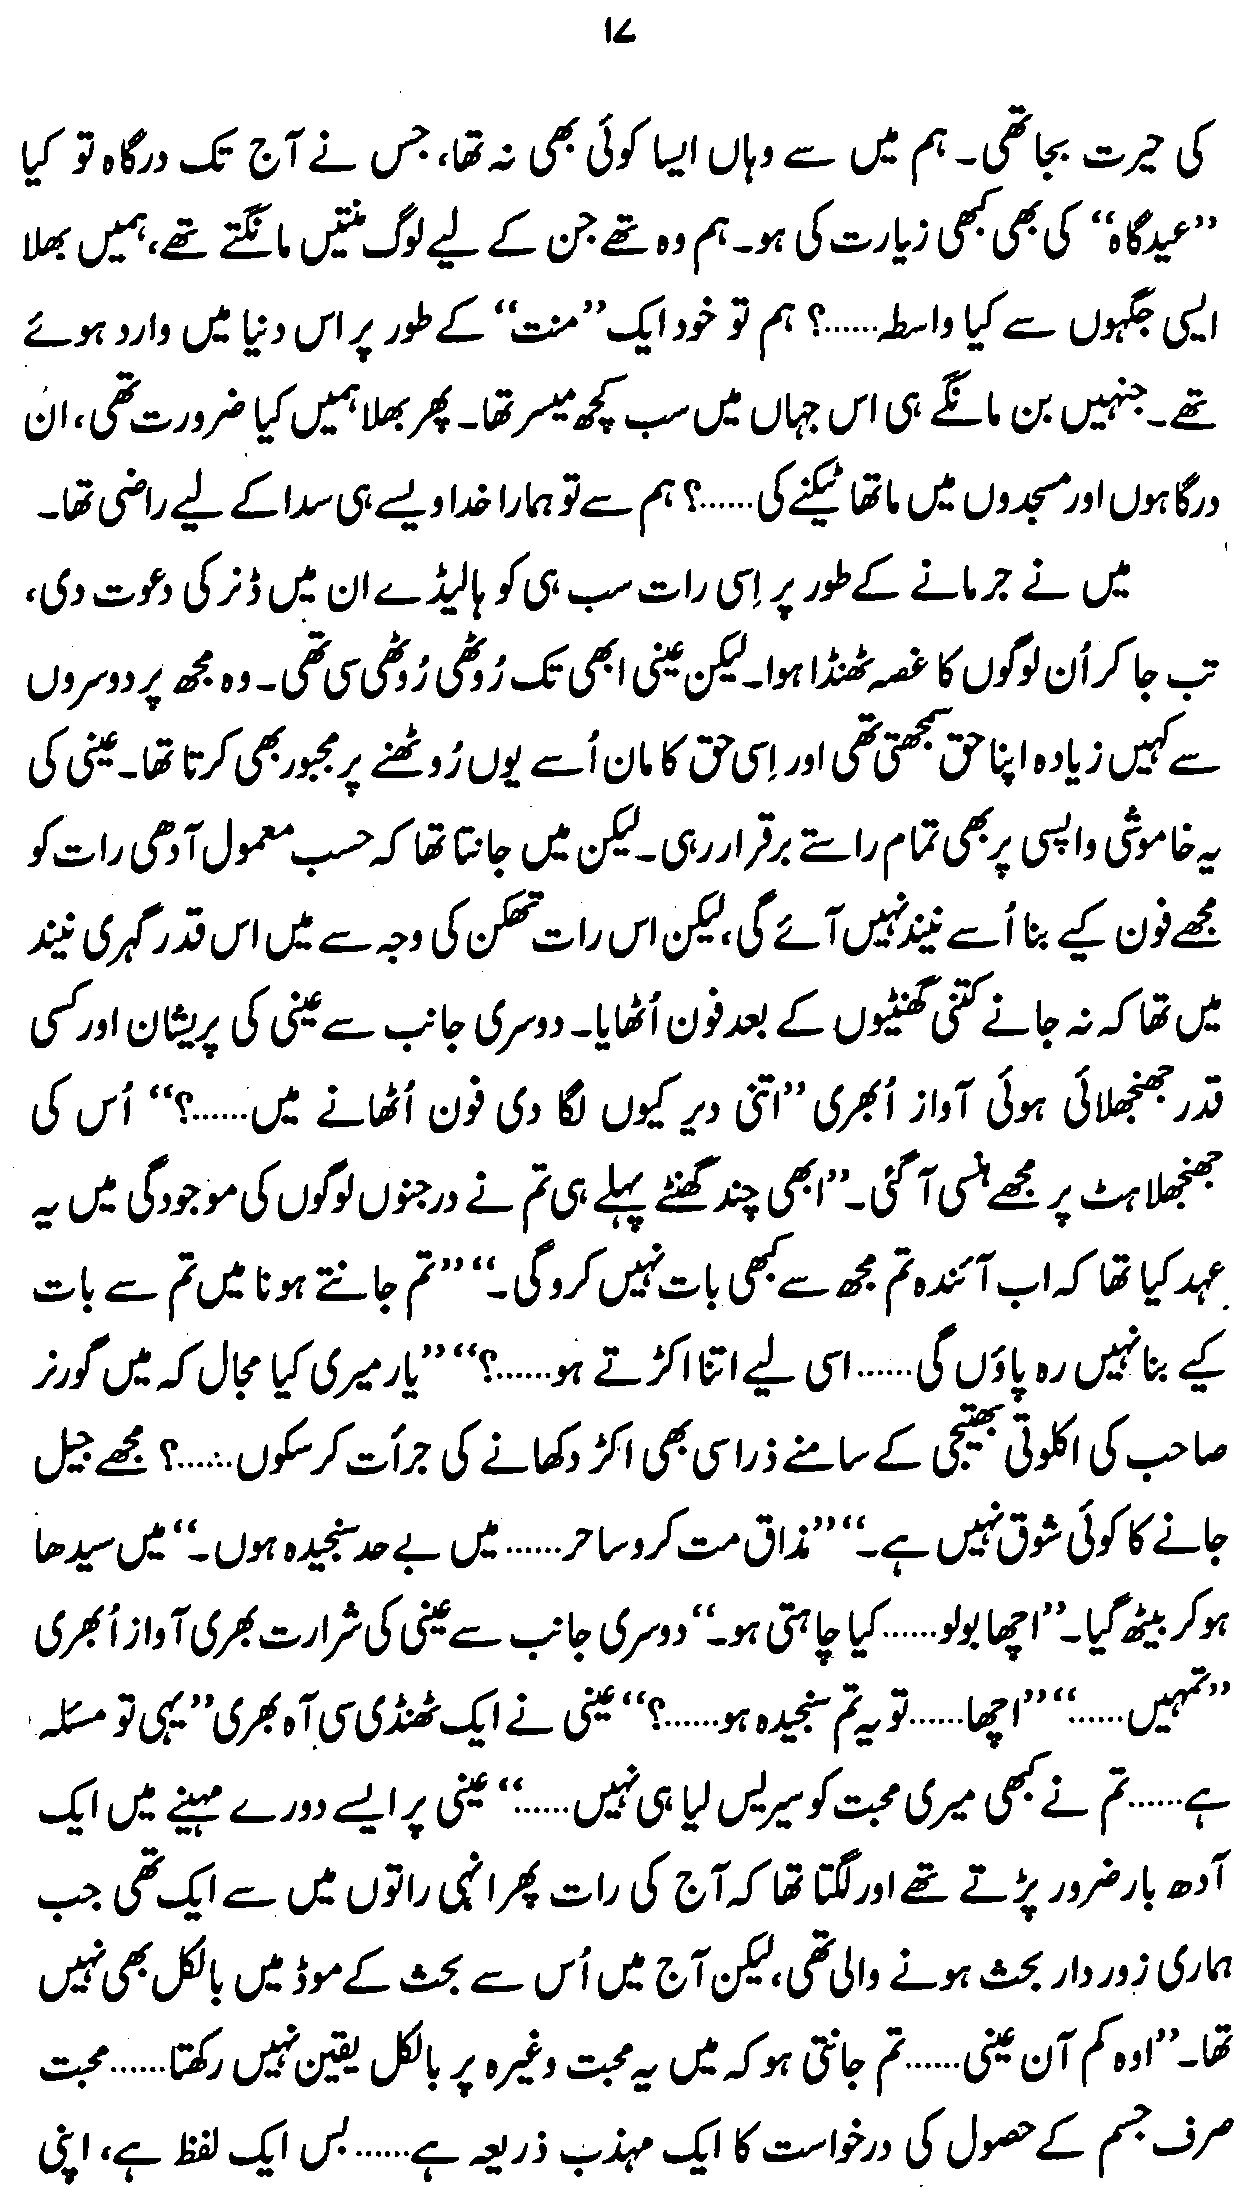 ۱۷
کی حیرت بجا تھی۔ ہم میں سے وہاں ایسا کوئی بھی نہ تھا، جس نے آج تک درگاہ تو کیا
”عیدگاہ“ کی بھی کبھی زیارت کی ہو۔ ہم وہ تھے جن کے لیے لوگ منتیں مانگتے تھے، ہمیں بھلا
ایسی جگہوں سے کیا واسطہ......؟ ہم تو خود ایک ”منت“ کے طور پر اس دنیا میں وارد ہوئے
تھے۔ جنہیں بن مانگے ہی اس جہاں میں سب کچھ میسر تھا۔ پھر بھلا ہمیں کیا ضرورت تھی، ان
درگاہوں اور مسجدوں میں ماتھا ٹیکنے کی......؟ ہم سے تو ہمارا خدا ویسے ہی سدا کے لیے راضی تھا۔
میں نے جرمانے کے طور پر اِسی رات سب ہی کو ہالیڈے ان میں ڈنر کی دعوت دی،
تب جا کر اُن لوگوں کا غصہ ٹھنڈا ہوا۔ لیکن عینی ابھی تک رُوٹھی رُوٹھی سی تھی۔ وہ مجھ پر دوسروں
سے کہیں زیادہ اپنا حق سمجھتی تھی اور اِسی حق کا مان اُسے یوں رُوٹھنے پر مجبور بھی کرتا تھا۔ عینی کی
یہ خاموشی واپسی پر بھی تمام راستے برقرار رہی۔ لیکن میں جانتا تھا کہ حسب معمول آدھی رات کو
مجھے فون کیے بنا اُسے نیند نہیں آئے گی، لیکن اس رات تھکن کی وجہ سے میں اس قدر گہری نیند
میں تھا کہ نہ جانے کتنی گھنٹیوں کے بعد فون اُٹھایا۔ دوسری جانب سے عینی کی پریشان اور کسی
قدر جھنجھلائی ہوئی آواز اُبھری ”اتنی دیر کیوں لگا دی فون اُٹھانے میں......؟“ اُس کی
جھنجھلاہٹ پر مجھے ہنسی آ گئی۔ ”ابھی چند گھنٹے پہلے ہی تم نے درجنوں لوگوں کی موجودگی میں یہ
عہد کیا تھا کہ اب آئندہ تم مجھ سے کبھی بات نہیں کرو گی۔“ ”تم جانتے ہو نا میں تم سے بات
کیے بنا نہیں رہ پاؤں گی...... اسی لیے اتنا اکڑتے ہو......؟“ ”یار میری کیا مجال کہ میں گورنر
صاحب کی اکلوتی بھتیجی کے سامنے ذرا سی بھی اکڑ دکھانے کی جرأت کر سکوں......؟ مجھے جیل
جانے کا کوئی شوق نہیں ہے۔“ ”مذاق مت کرو ساحر...... میں بے حد سنجیدہ ہوں۔“ میں سیدھا
ہو کر بیٹھ گیا۔ ”اچھا بولو...... کیا چاہتی ہو۔“ دوسری جانب سے عینی کی شرارت بھری آواز اُبھری
”تمہیں......“ ”اچھا...... تو یہ تم سنجیدہ ہو......؟“ عینی نے ایک ٹھنڈی سی آہ بھری ”یہی تو مسئلہ
ہے...... تم نے کبھی میری محبت کو سیریس لیا ہی نہیں......“ عینی پر ایسے دورے مہینے میں ایک
آدھ بار ضرور پڑتے تھے اور لگتا تھا کہ آج کی رات پھر انہی راتوں میں سے ایک تھی جب
ہماری زور دار بحث ہونے والی تھی، لیکن آج میں اُس سے بحث کے موڈ میں بالکل بھی نہیں
تھا۔ ”اوہ کم آن عینی...... تم جانتی ہو کہ میں یہ محبت وغیرہ پر بالکل یقین نہیں رکھتا...... محبت
صرف جسم کے حصول کی درخواست کا ایک مہذب ذریعہ ہے...... بس ایک لفظ ہے، اپنی